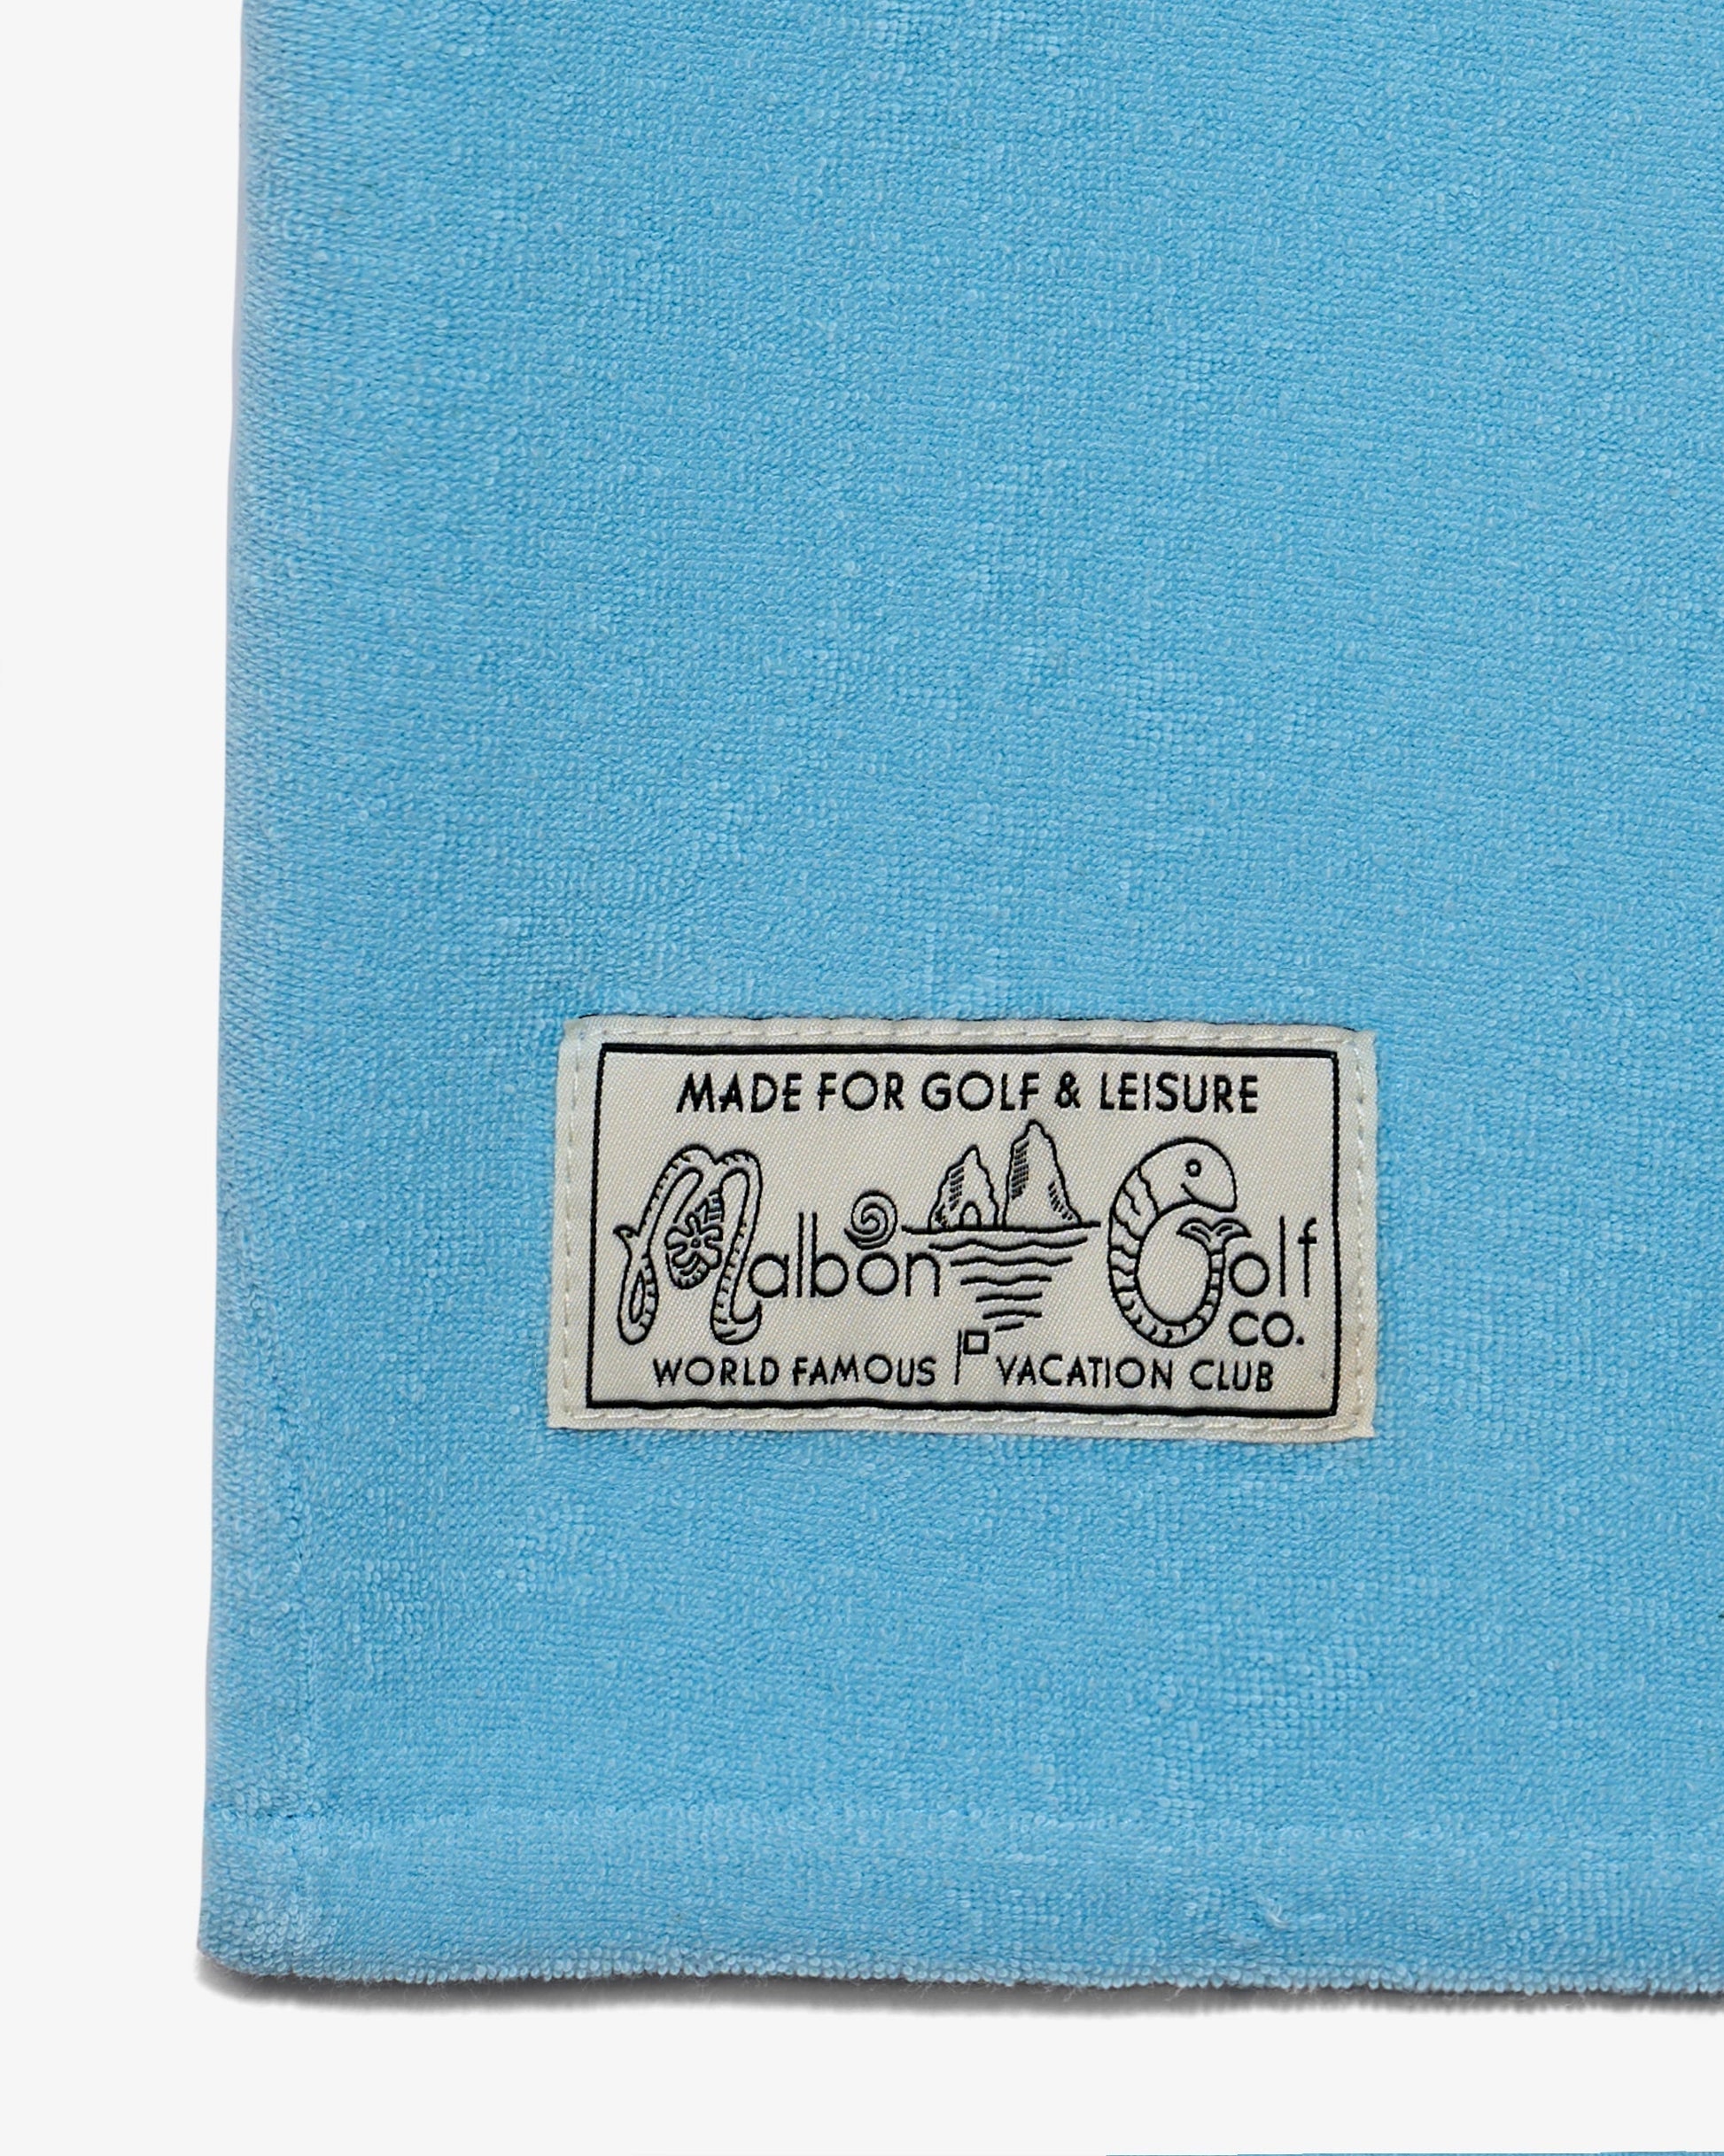 MADE FOR GOLF & LEISURE
Malbon Golf
CO.
WORLD FAMOUS VACATION CLUB